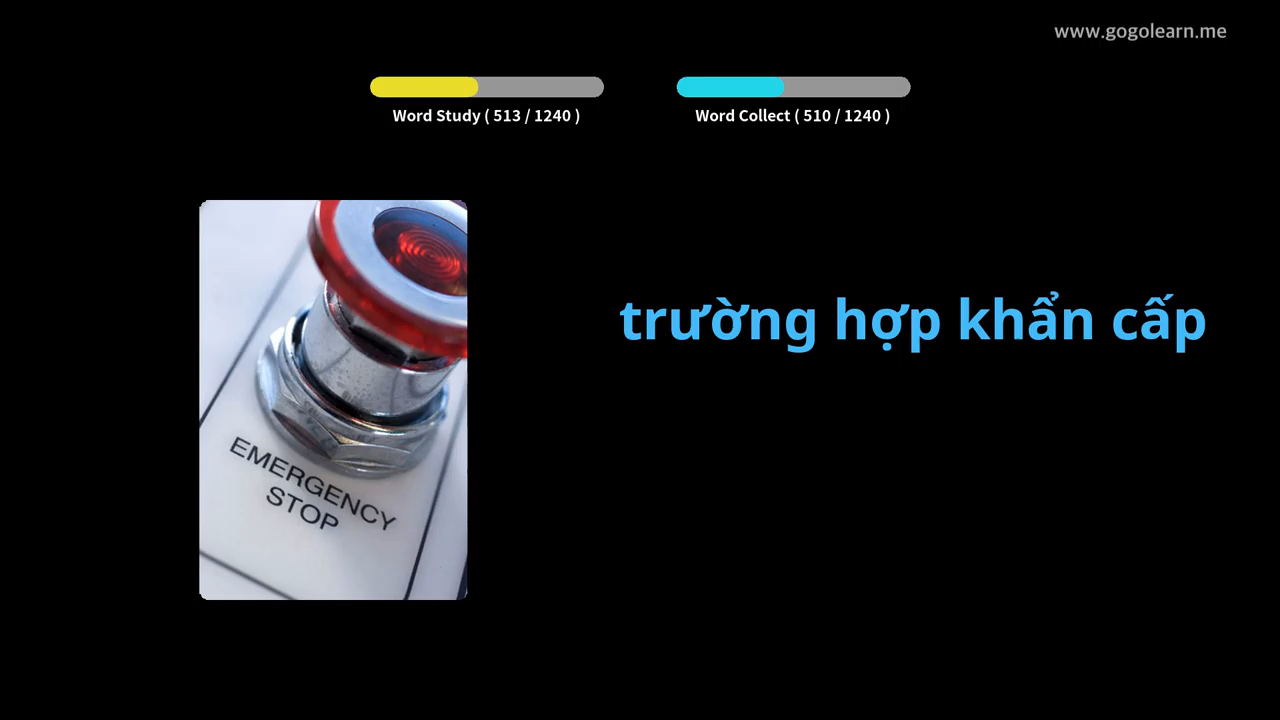 www.gogolearn.me
Word Study ( 513 / 1240 )
Word Collect ( 510 / 1240 )
trường hợp khẩn cấp
EMERGENCY
STOP